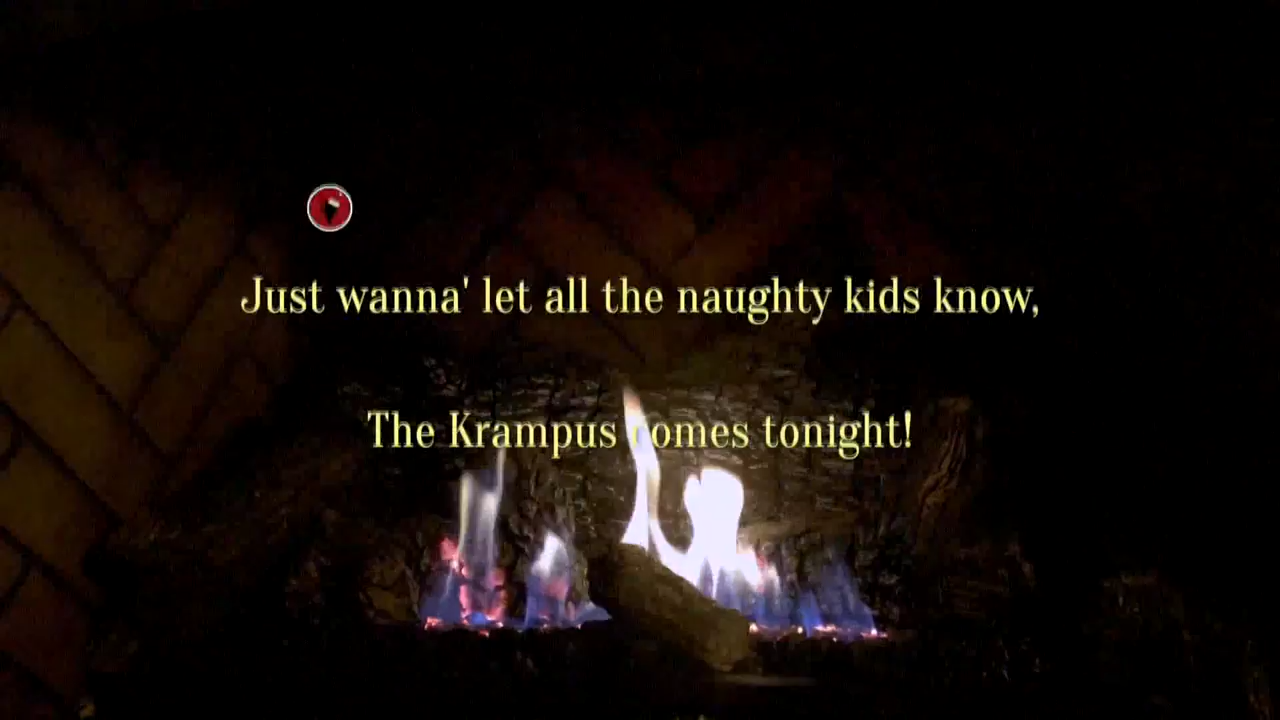 Just wanna' let all the naughty kids know,
The Krampus comes tonight!